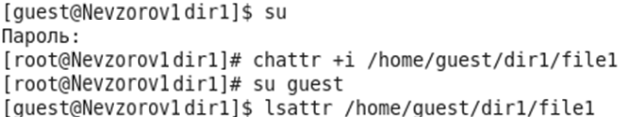 [guest@Nevzorov1dir1]$ su
Пароль:
[root@Nevzorov1dir1]# chattr +i /home/guest/dir1/file1
[root@Nevzorov1dir1]# su guest
[guest@Nevzorov1dir1]$ lsattr /home/guest/dir1/file1